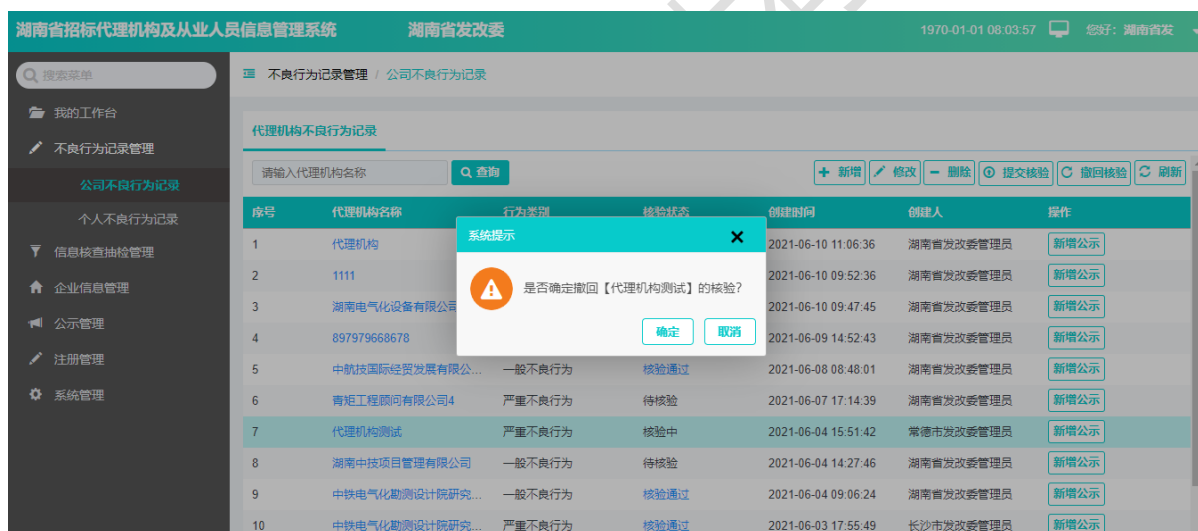 湖南省招标代理机构及从业人员信息管理系统 湖南省发改委 1970-01-01 08:03:57 您好：湖南省发
搜索菜单
不良行为记录管理 / 公司不良行为记录
我的工作台
代理机构不良行为记录
不良行为记录管理
请输入代理机构名称 查询 新增 修改 删除 提交核验 撤回核验 刷新
公司不良行为记录
个人不良行为记录
信息核查抽检管理
企业信息管理
公示管理
注册管理
系统管理
序号 代理机构名称 行为类别 核验状态 创建时间 创建人 操作
1 代理机构 2021-06-10 11:06:36 湖南省发改委管理员 新增公示
2 1111 2021-06-10 09:52:36 湖南省发改委管理员 新增公示
3 湖南电气化设备有限公司 2021-06-10 09:47:45 湖南省发改委管理员 新增公示
4 897979668678 2021-06-09 14:52:43 湖南省发改委管理员 新增公示
5 中航技国际经贸发展有限公... 一般不良行为 核验通过 2021-06-08 08:48:01 湖南省发改委管理员 新增公示
6 青矩工程顾问有限公司4 严重不良行为 待核验 2021-06-07 17:14:39 湖南省发改委管理员 新增公示
7 代理机构测试 严重不良行为 核验中 2021-06-04 15:51:42 常德市发改委管理员 新增公示
8 湖南中技项目管理有限公司 一般不良行为 待核验 2021-06-04 14:27:46 湖南省发改委管理员 新增公示
9 中铁电气化勘测设计院研究... 一般不良行为 核验通过 2021-06-04 09:06:24 湖南省发改委管理员 新增公示
10 中铁电气化勘测设计院研究... 严重不良行为 核验通过 2021-06-03 17:55:49 长沙市发改委管理员 新增公示
系统提示
是否确定撤回【代理机构测试】的核验？
确定 取消